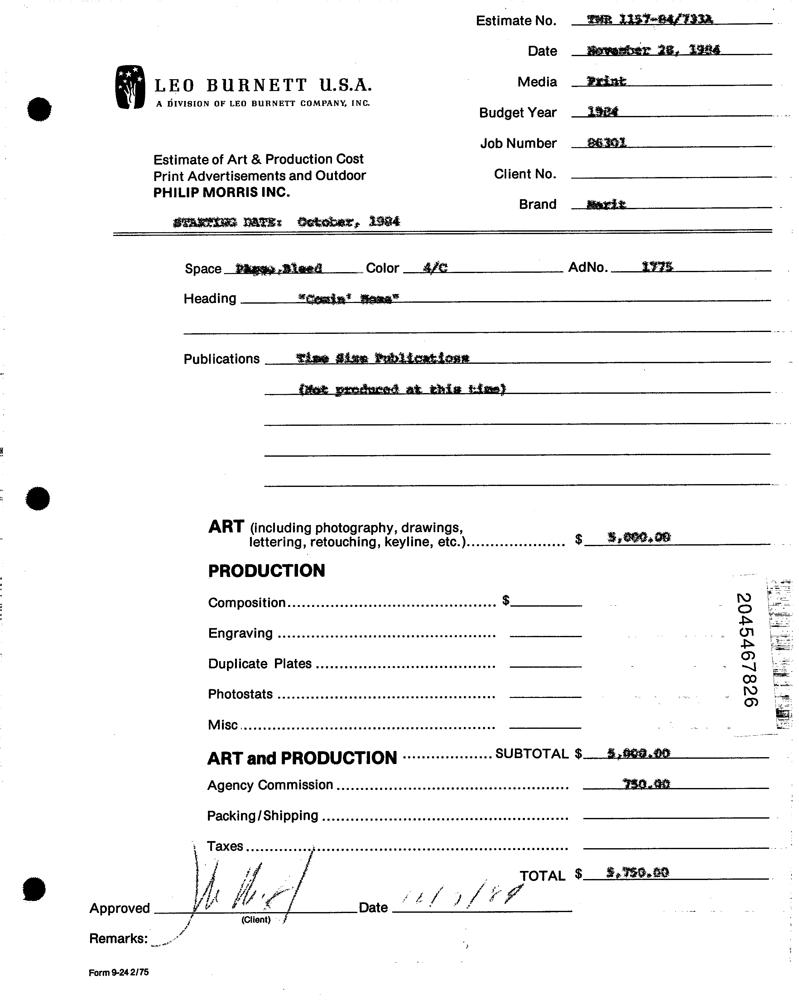 Estimate No. TMR 1157-84/733A
Date November 28, 1984
Media Print
LEO BURNETT U.S.A.
A DIVISION OF LEO BURNETT COMPANY, INC.
Budget Year 1984
Job Number 86301
Estimate of Art & Production Cost
Print Advertisements and Outdoor
Client No.
PHILIP MORRIS INC.
Brand Merit
STARTING DATE: October, 1984
Space Bleed Color 4/C AdNo. 1775
Heading "Comin' Home"
Publications Time Size Publications
(Not produced at this time)
ART (including photography, drawings,
lettering, retouching, keyline, etc.)..................... $ 5,000.00
PRODUCTION
Composition............................................ $
Engraving ..............................................
Duplicate Plates ......................................
Photostats ..............................................
Misc .....................................................
ART and PRODUCTION ................... SUBTOTAL $ 5,000.00
Agency Commission ................................................. 750.00
Packing/Shipping .....................................................
Taxes.....................................................................
TOTAL $ 5,750.00
Approved Date
(Client)
Remarks:
Form 9-24 2/75
2045467826